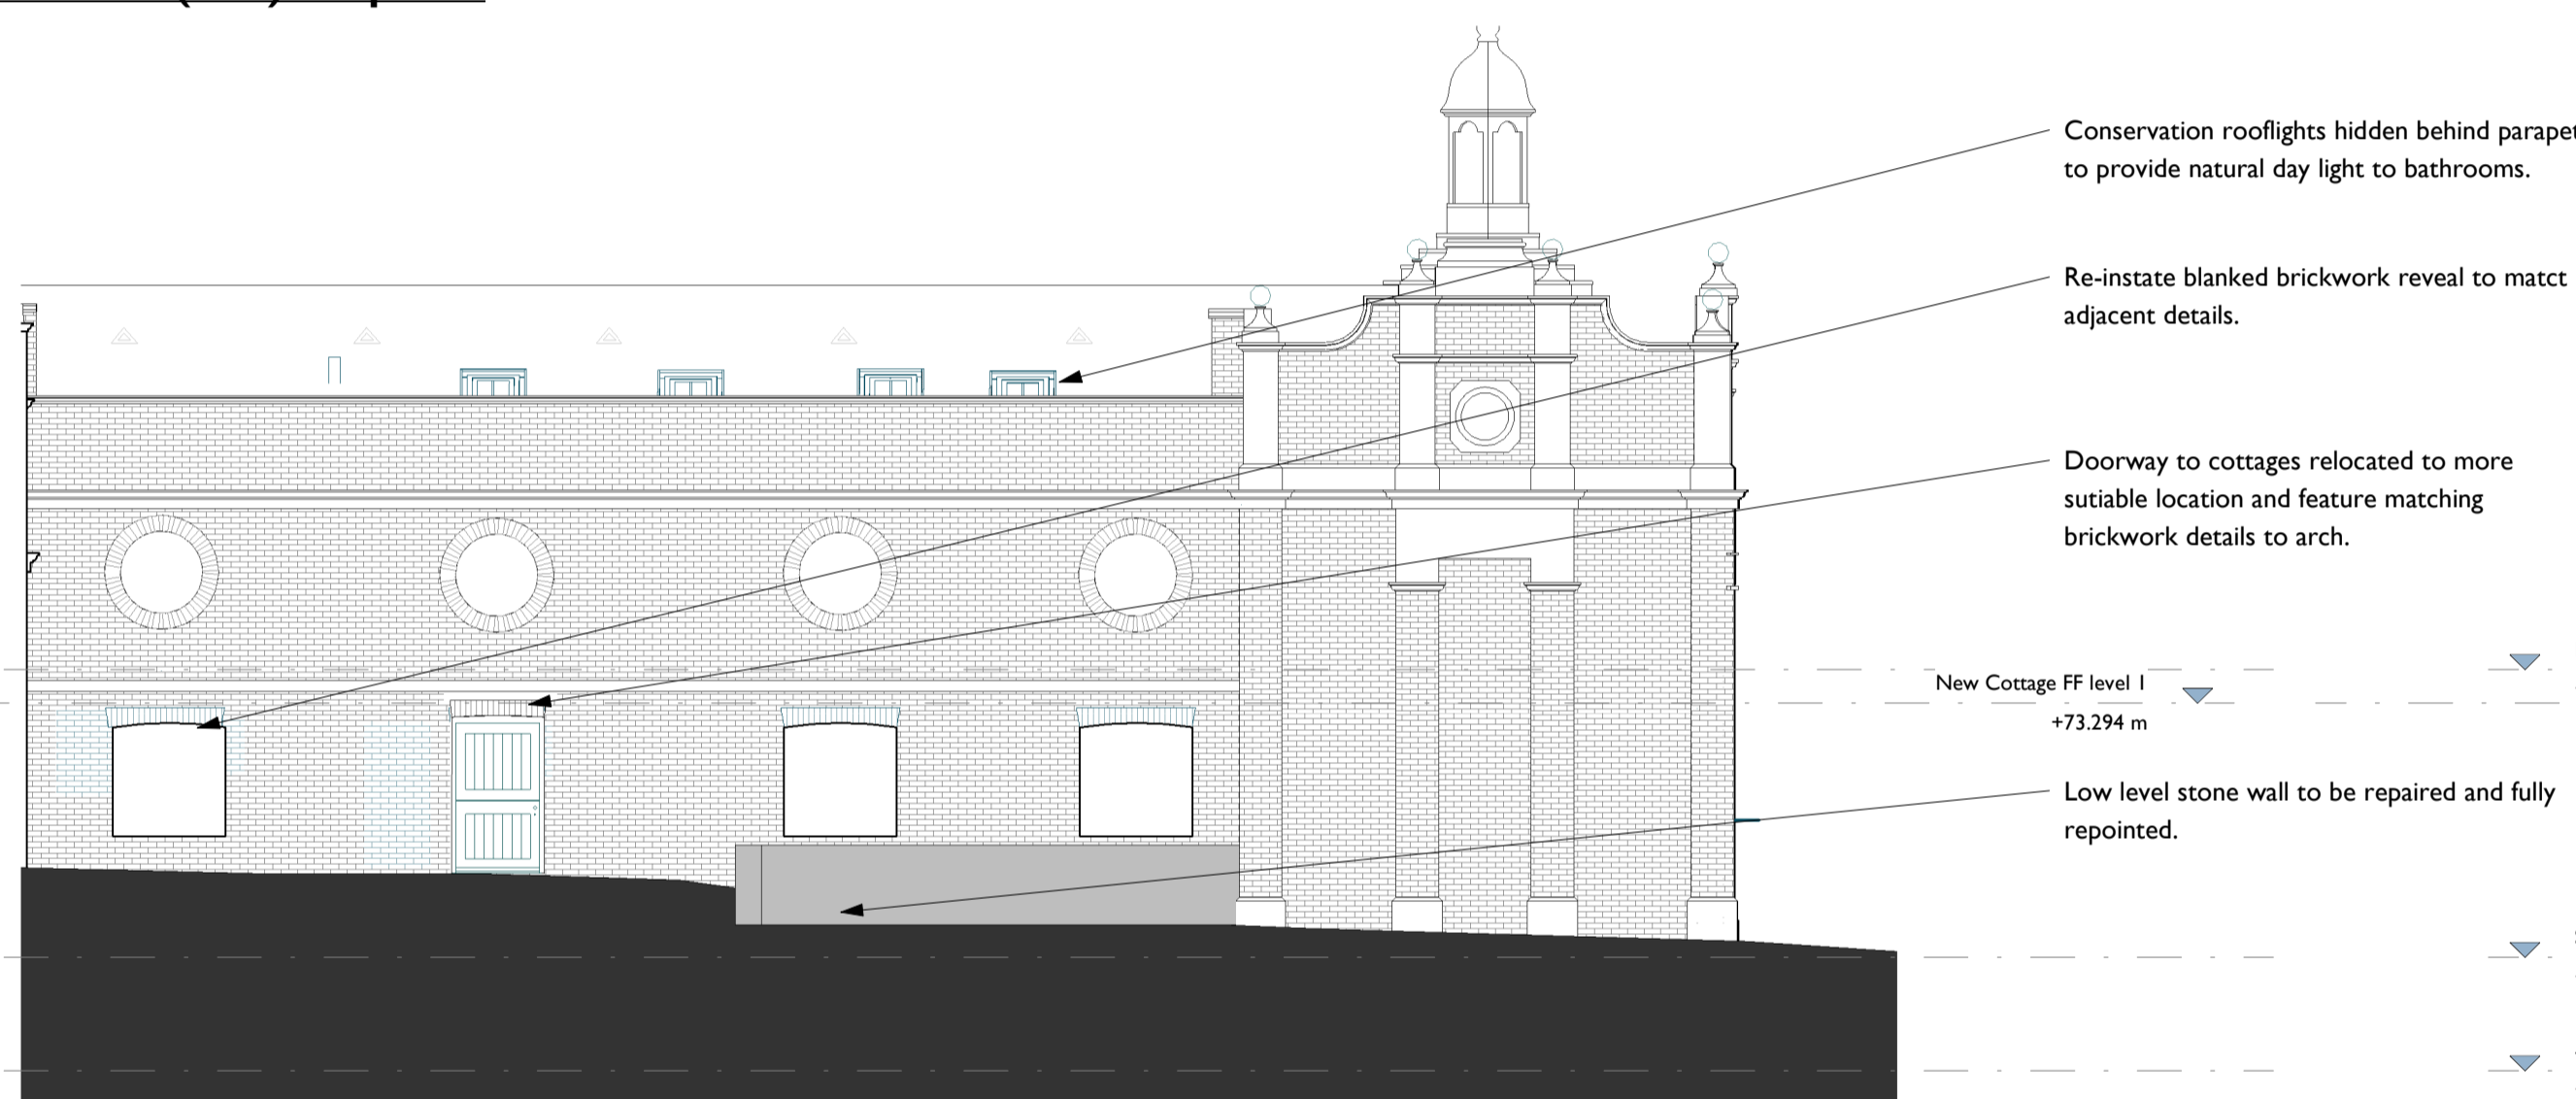 Conservation rooflights hidden behind parapet
to provide natural day light to bathrooms.
Re-instate blanked brickwork reveal to matct
adjacent details.
Doorway to cottages relocated to more
sutiable location and feature matching
brickwork details to arch.
New Cottage FF level 1
+73.294 m
Low level stone wall to be repaired and fully
repointed.